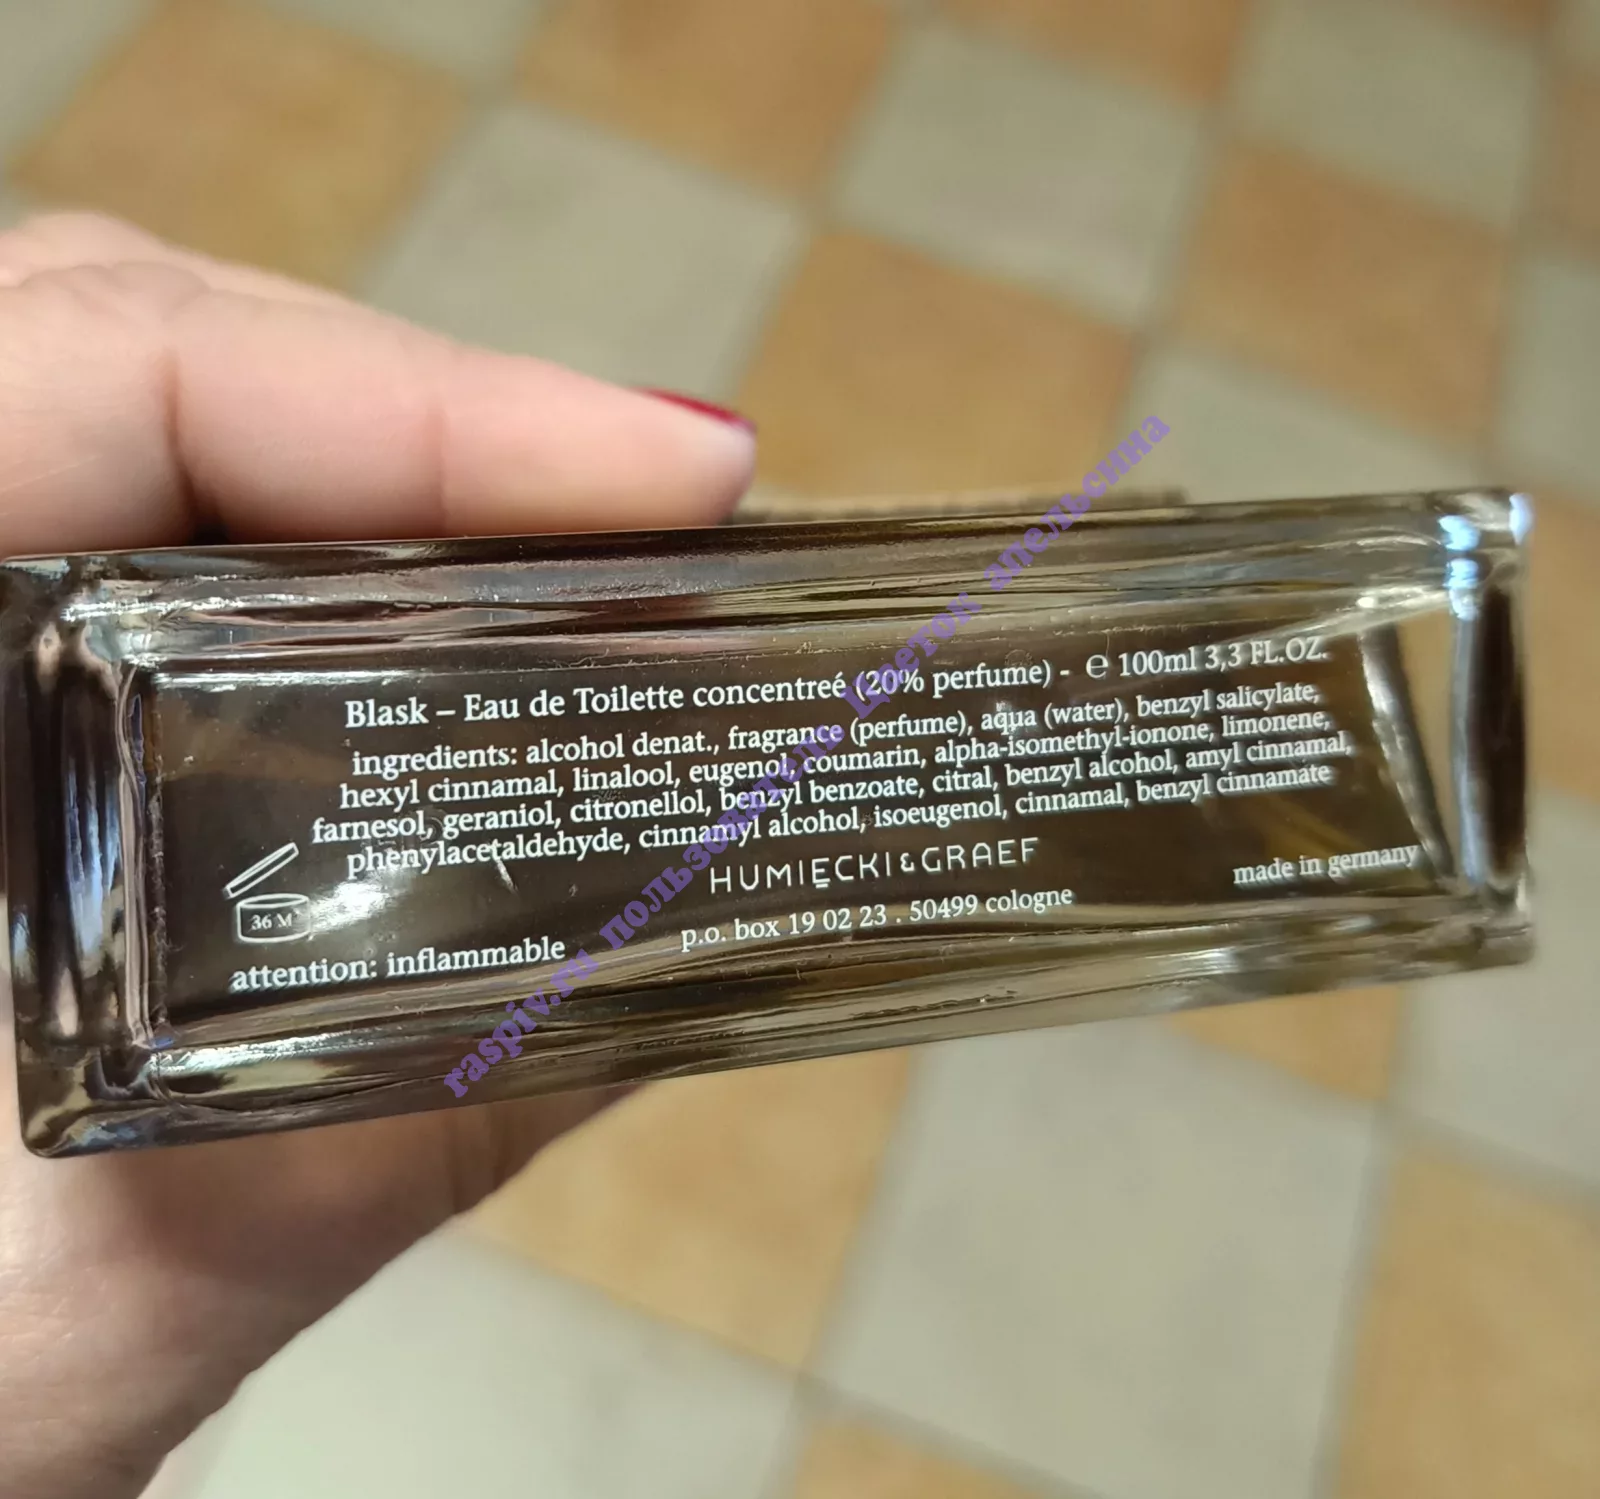 Blask – Eau de Toilette concentreé (20% perfume) - ℮ 100ml 3,3 FL.OZ.
ingredients: alcohol denat., fragrance (perfume), aqua (water), benzyl salicylate,
hexyl cinnamal, linalool, eugenol, coumarin, alpha-isomethyl-ionone, limonene,
farnesol, geraniol, citronellol, benzyl benzoate, citral, benzyl alcohol, amyl cinnamal,
phenylacetaldehyde, cinnamyl alcohol, isoeugenol, cinnamal, benzyl cinnamate
HUMIĘCKI & GRAEF
made in germany
36 M
p.o. box 19 02 23 . 50499 cologne
attention: inflammable
raspiv.ru пользователь Цветок апельсина